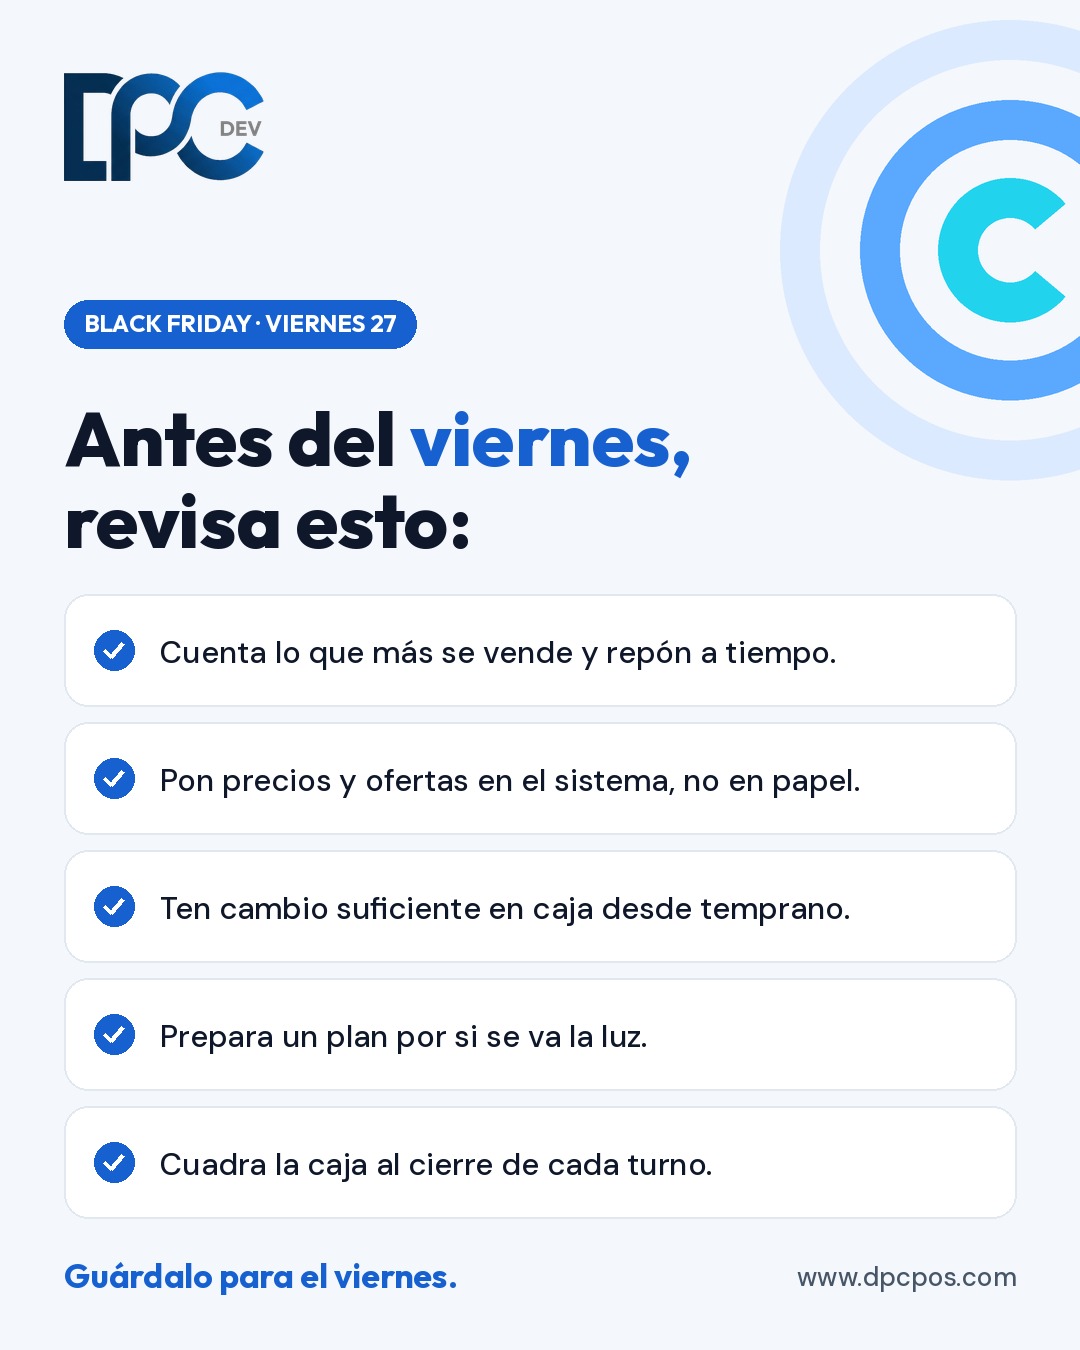 DPC
DEV
BLACK FRIDAY · VIERNES 27
Antes del viernes,
revisa esto:
Cuenta lo que más se vende y repón a tiempo.
Pon precios y ofertas en el sistema, no en papel.
Ten cambio suficiente en caja desde temprano.
Prepara un plan por si se va la luz.
Cuadra la caja al cierre de cada turno.
Guárdalo para el viernes.
www.dpcpos.com